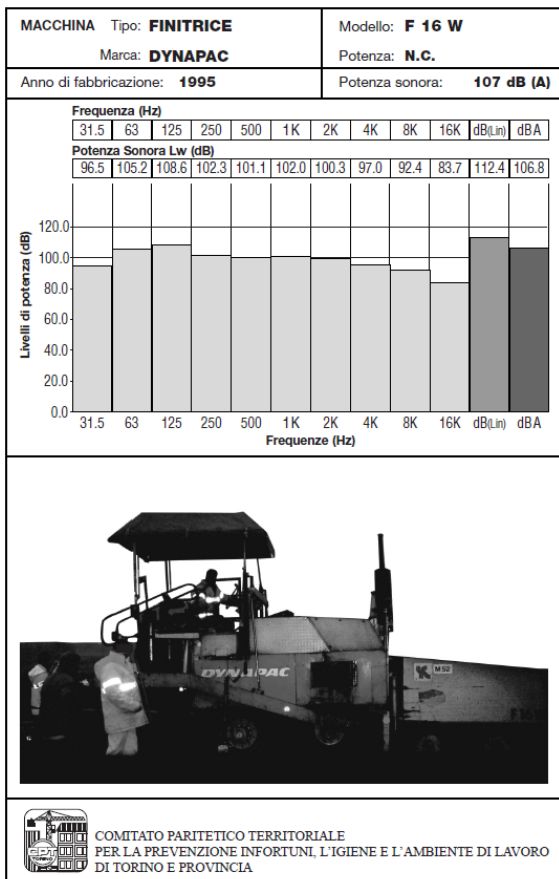 MACCHINA Tipo: FINITRICE
Marca: DYNAPAC
Modello: F 16 W
Potenza: N.C.
Anno di fabbricazione: 1995
Potenza sonora: 107 dB (A)
Frequenza (Hz)
31.5 63 125 250 500 1K 2K 4K 8K 16K dB(Lin) dBA
Potenza Sonora Lw (dB)
96.5 105.2 108.6 102.3 101.1 102.0 100.3 97.0 92.4 83.7 112.4 106.8
Livelli di potenza (dB)
120.0
100.0
80.0
60.0
40.0
20.0
0.0
31.5 63 125 250 500 1K 2K 4K 8K 16K dB(Lin) dBA
Frequenze (Hz)
DYNAPAC
K M 52
F 16
CPT
TORINO
COMITATO PARITETICO TERRITORIALE
PER LA PREVENZIONE INFORTUNI, L'IGIENE E L'AMBIENTE DI LAVORO
DI TORINO E PROVINCIA